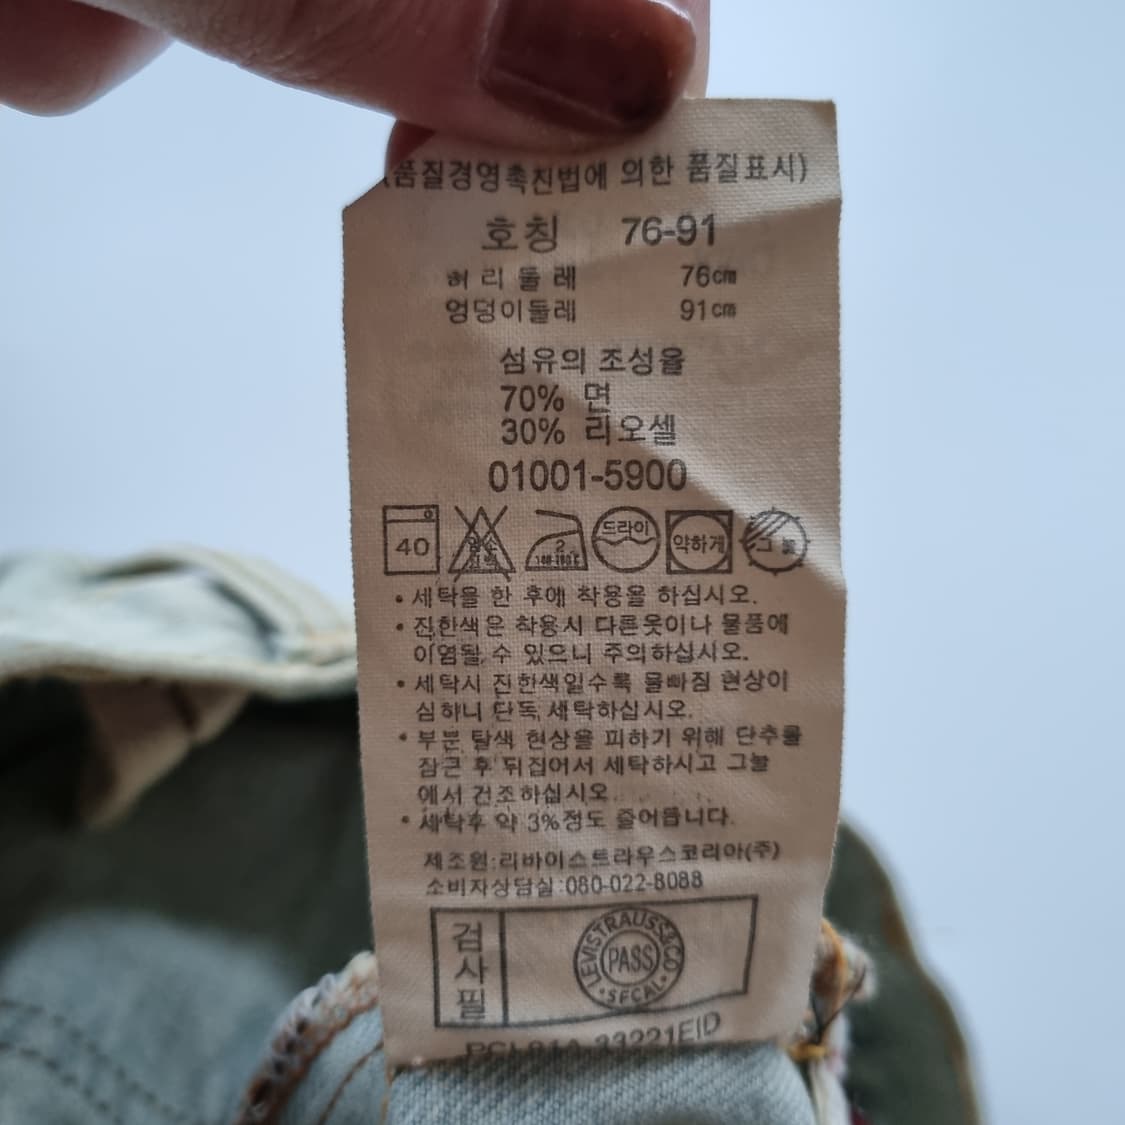 (품질경영촉진법에 의한 품질표시)
호칭 76-91
허리둘레 76㎝
엉덩이둘레 91㎝
섬유의 조성율
70% 면
30% 리오셀
01001-5900
40 염소표백 2 드라이 약하게 그늘
• 세탁을 한 후에 착용을 하십시오.
• 진한색은 착용시 다른옷이나 물품에
이염될 수 있으니 주의하십시오.
• 세탁시 진한색일수록 물빠짐 현상이
심하니 단독 세탁하십시오.
• 부분 탈색 현상을 피하기 위해 단추를
잠근 후 뒤집어서 세탁하시고 그늘
에서 건조하십시오
• 세탁후 약 3%정도 줄어듭니다.
제조원:리바이스트라우스코리아(주)
소비자상담실:080-022-8088
검사필
LEVI STRAUSS & CO
PASS
SFCAL
33221EID